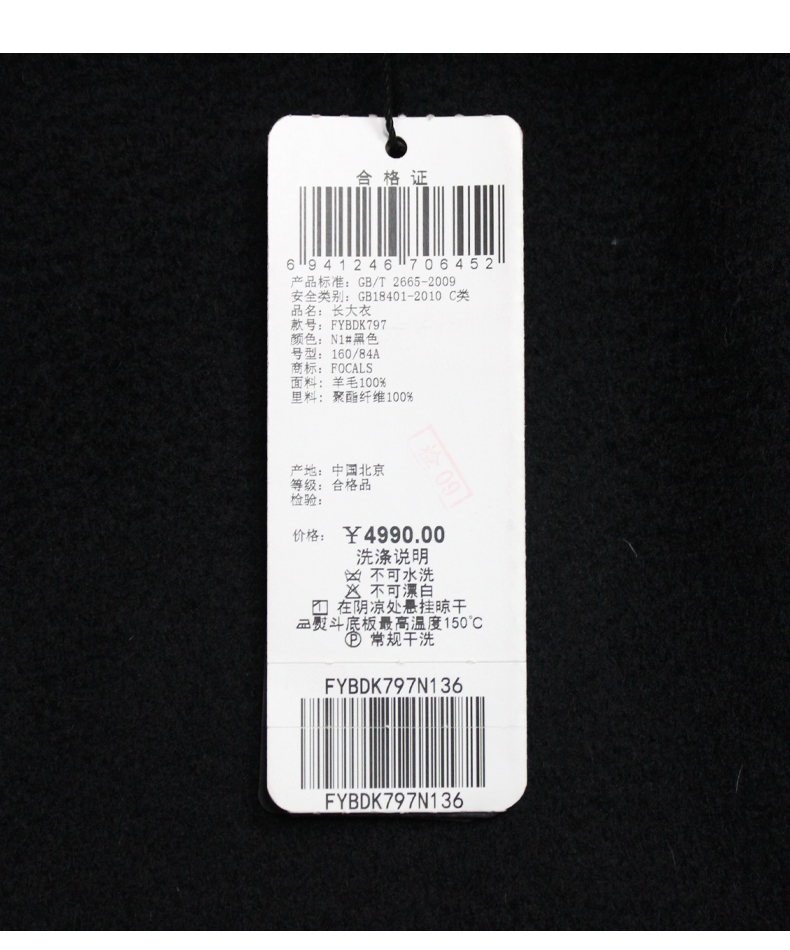 合格证
6 941246 706452
产品标准: GB/T 2665-2009
安全类别: GB18401-2010 C类
品名: 长大衣
款号: FYBDK797
颜色: N1#黑色
号型: 160/84A
商标: FOCALS
面料: 羊毛100%
里料: 聚酯纤维100%
检09
产地: 中国北京
等级: 合格品
检验:
价格: ¥4990.00
洗涤说明
不可水洗
不可漂白
在阴凉处悬挂晾干
熨斗底板最高温度150℃
Ⓟ 常规干洗
FYBDK797N136
FYBDK797N136